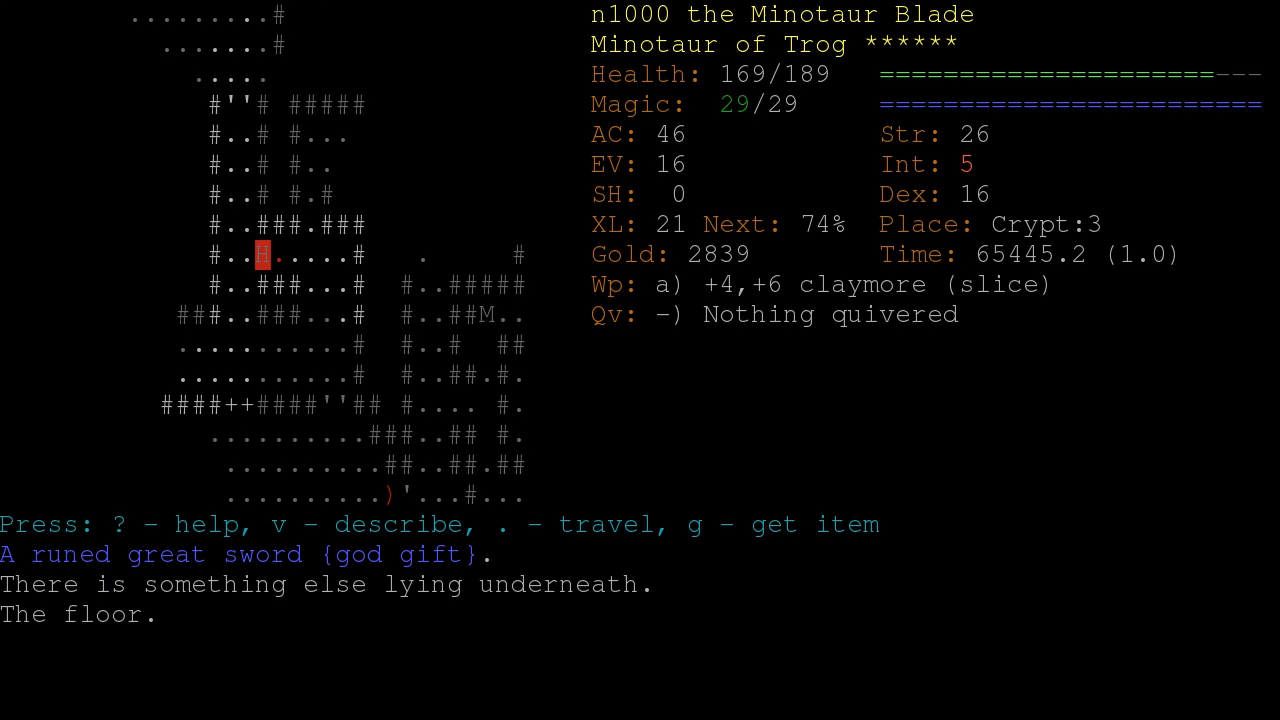 n1000 the Minotaur Blade
Minotaur of Trog ******
Health: 169/189 =====================---
Magic: 29/29 ========================
AC: 46 Str: 26
EV: 16 Int: 5
SH: 0 Dex: 16
XL: 21 Next: 74% Place: Crypt:3
Gold: 2839 Time: 65445.2 (1.0)
Wp: a) +4,+6 claymore (slice)
Qv: -) Nothing quivered
.........#
.......#
.....
#''# #####
#..# #...
#..# #..
#..# #.#
#..###.###
#..H.....# . #
#..###...# #..#####
###..###...# #..##M..
...........# #..# ##
...........# #..##.#.
####++####''## #.... #.
..........###..## #.
..........##..##.##
..........)'...#...
Press: ? - help, v - describe, . - travel, g - get item
A runed great sword {god gift}.
There is something else lying underneath.
The floor.